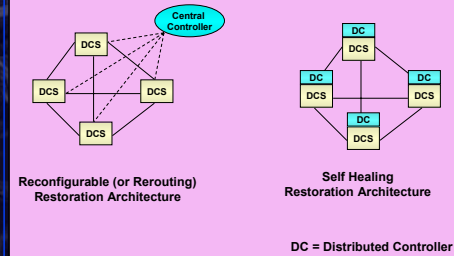 Central
Controller
DCS
DCS
DCS
DCS
Reconfigurable (or Rerouting)
Restoration Architecture
DC
DCS
DC
DCS
DC
DCS
DC
DCS
Self Healing
Restoration Architecture
DC = Distributed Controller